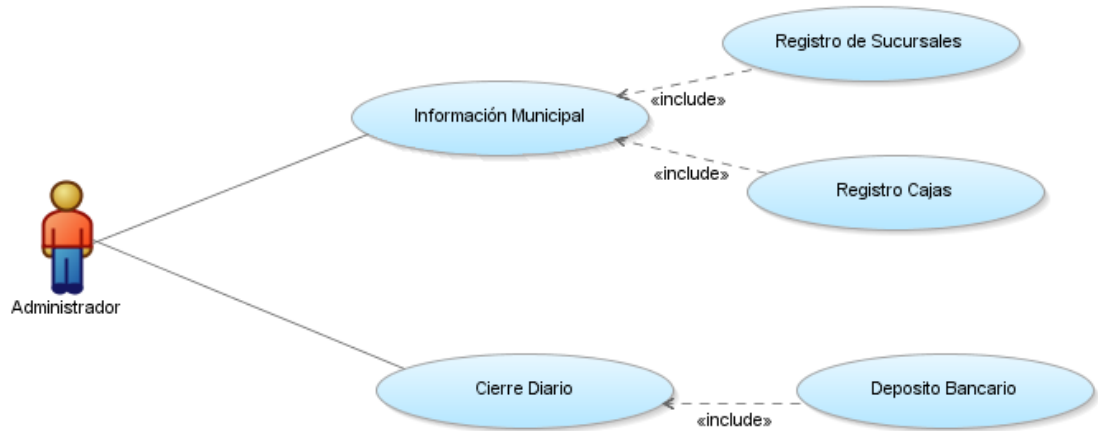 Registro de Sucursales
«include»
Información Municipal
«include»
Registro Cajas
Administrador
Cierre Diario
Deposito Bancario
«include»